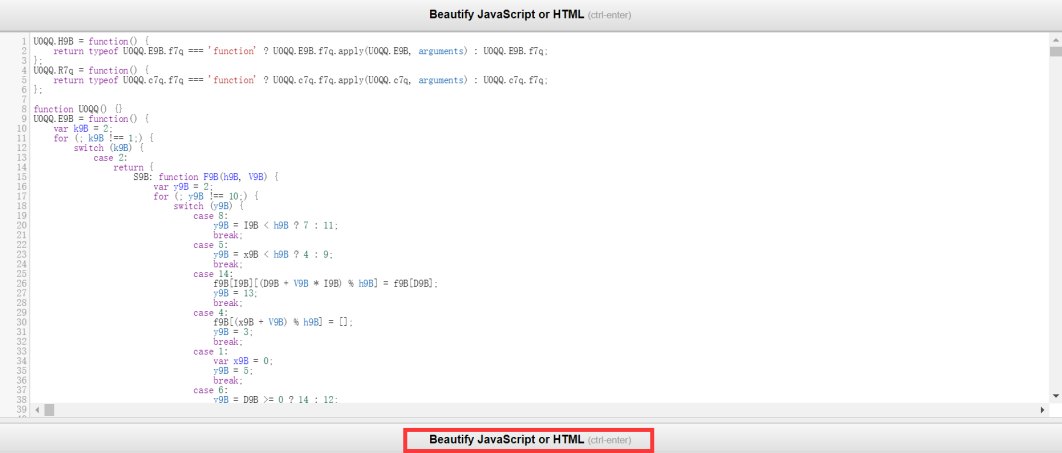 Beautify JavaScript or HTML (ctrl-enter)
1 U0QQ.H9B = function() {
2 return typeof U0QQ.E9B.f7q === 'function' ? U0QQ.E9B.f7q.apply(U0QQ.E9B, arguments) : U0QQ.E9B.f7q;
3 };
4 U0QQ.R7q = function() {
5 return typeof U0QQ.c7q.f7q === 'function' ? U0QQ.c7q.f7q.apply(U0QQ.c7q, arguments) : U0QQ.c7q.f7q;
6 };
7
8 function U0QQ() {}
9 U0QQ.E9B = function() {
10 var k9B = 2;
11 for (; k9B !== 1;) {
12 switch (k9B) {
13 case 2:
14 return {
15 S9B: function F9B(h9B, V9B) {
16 var y9B = 2;
17 for (; y9B !== 10;) {
18 switch (y9B) {
19 case 8:
20 y9B = I9B < h9B ? 7 : 11;
21 break;
22 case 5:
23 y9B = x9B < h9B ? 4 : 9;
24 break;
25 case 14:
26 f9B[I9B][(D9B + V9B * I9B) % h9B] = f9B[D9B];
27 y9B = 13;
28 break;
29 case 4:
30 f9B[(x9B + V9B) % h9B] = [];
31 y9B = 3;
32 break;
33 case 1:
34 var x9B = 0;
35 y9B = 5;
36 break;
37 case 6:
38 y9B = D9B >= 0 ? 14 : 12;
39
Beautify JavaScript or HTML (ctrl-enter)